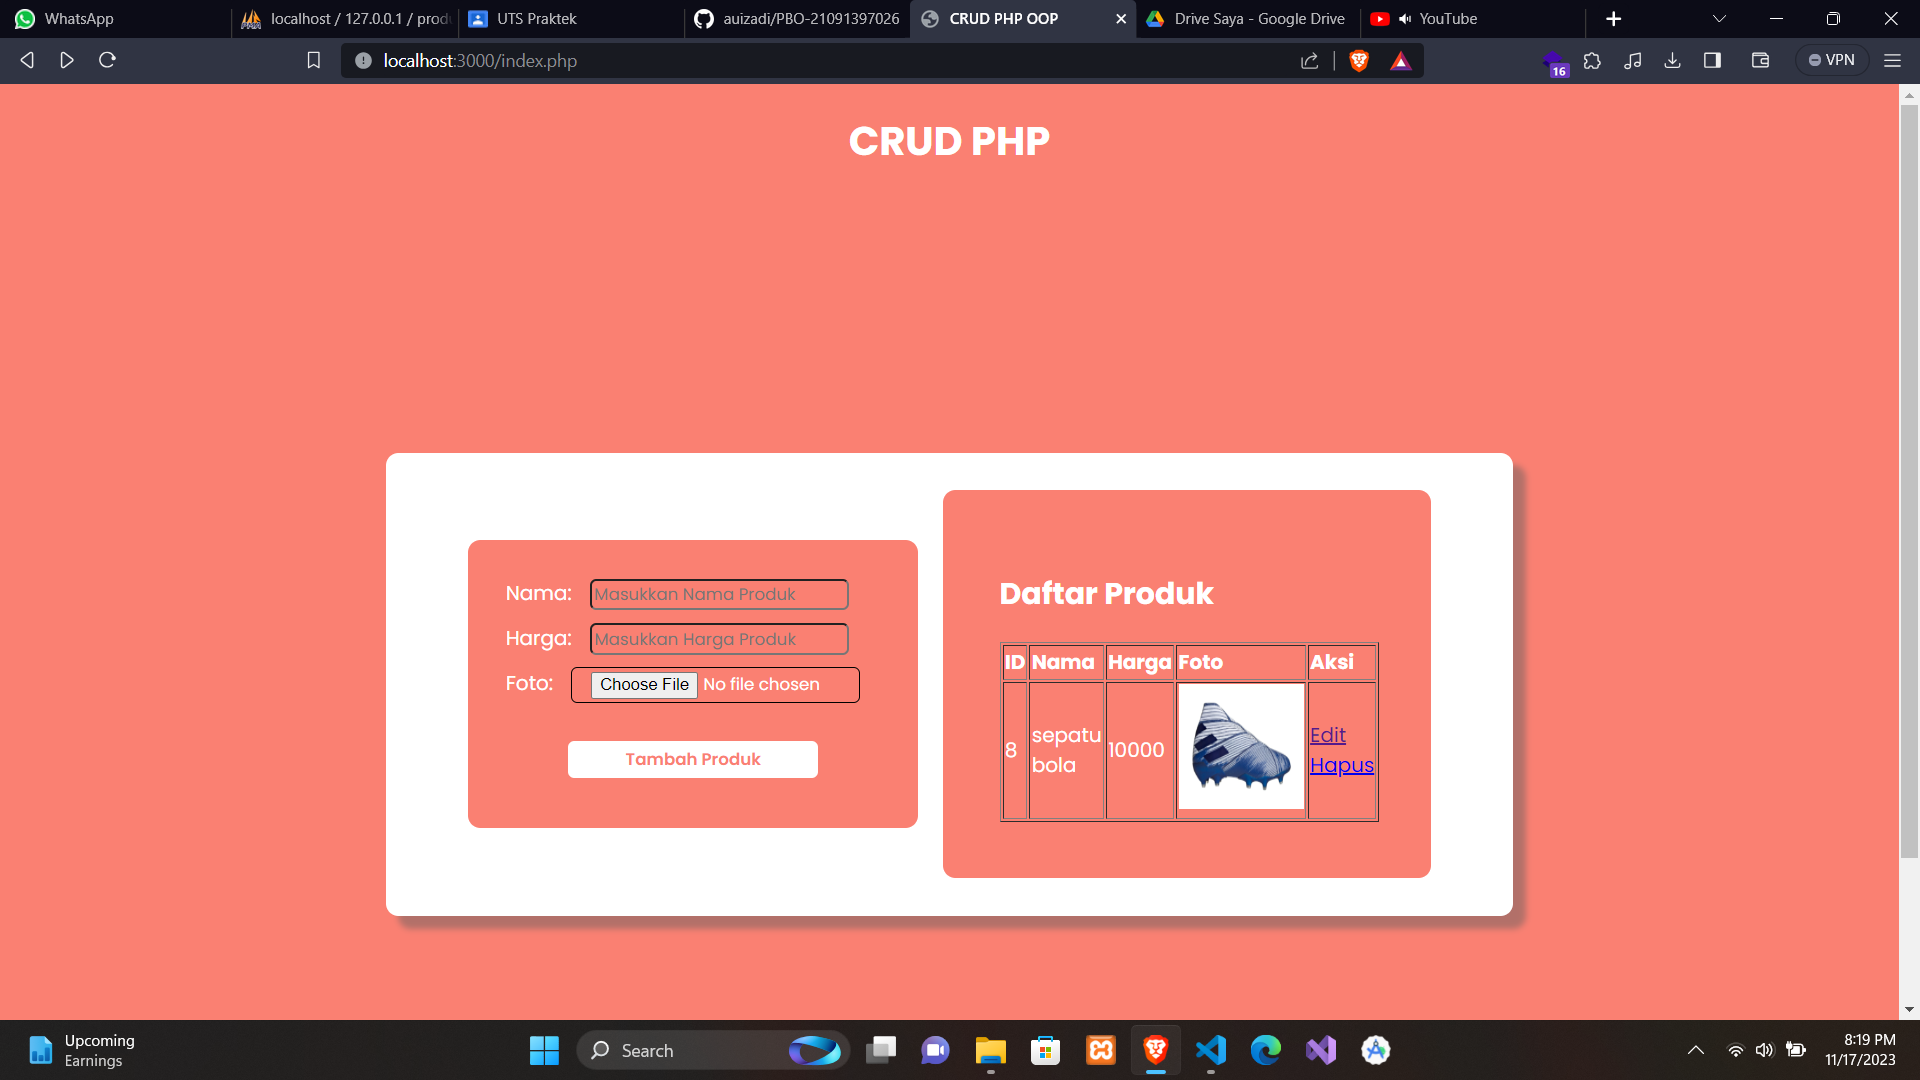 WhatsApp
localhost / 127.0.0.1 / prod
UTS Praktek
auizadi/PBO-21091397026
CRUD PHP OOP
Drive Saya - Google Drive
YouTube
localhost:3000/index.php
16
VPN
CRUD PHP
Nama:
Masukkan Nama Produk
Harga:
Masukkan Harga Produk
Foto:
Choose File No file chosen
Tambah Produk
Daftar Produk
ID Nama Harga Foto Aksi
8 sepatu bola 10000 Edit Hapus
Upcoming
Earnings
Search
8:19 PM
11/17/2023